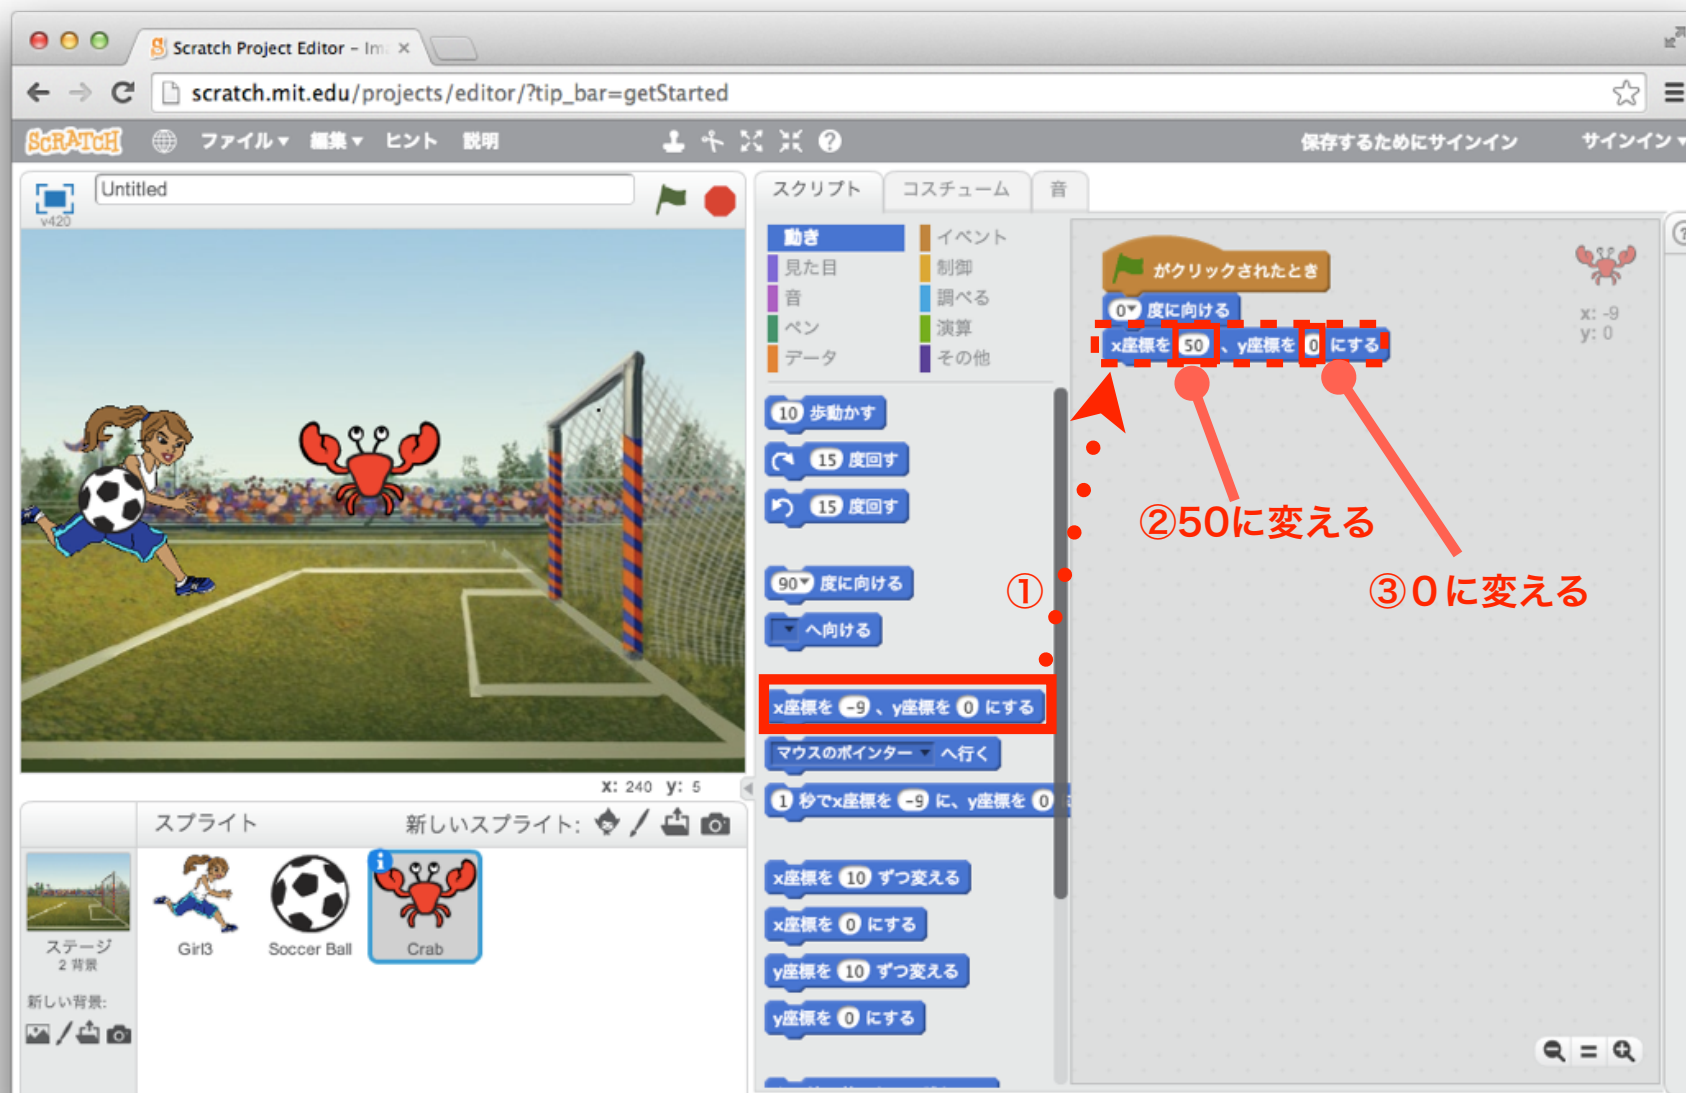 Scratch Project Editor – Im
scratch.mit.edu/projects/editor/?tip_bar=getStarted
SCRATCH
ファイル▼ 編集▼ ヒント 説明
保存するためにサインイン サインイン▼
v420
Untitled
スクリプト コスチューム 音
動き
見た目
音
ペン
データ
イベント
制御
調べる
演算
その他
10 歩動かす
15 度回す
15 度回す
90▼ 度に向ける
▼ へ向ける
x座標を -9 、y座標を 0 にする
マウスのポインター ▼ へ行く
1 秒でx座標を -9 に、y座標を 0
x座標を 10 ずつ変える
x座標を 0 にする
y座標を 10 ずつ変える
y座標を 0 にする
がクリックされたとき
0▼ 度に向ける
x座標を 50 、y座標を 0 にする
x: -9
y: 0
①
②50に変える
③０に変える
x: 240 y: 5
スプライト 新しいスプライト:
ステージ
2 背景
新しい背景:
Girl3
Soccer Ball
Crab